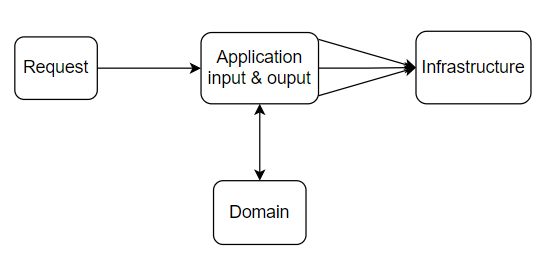 Request
Application
input & ouput
Infrastructure
Domain